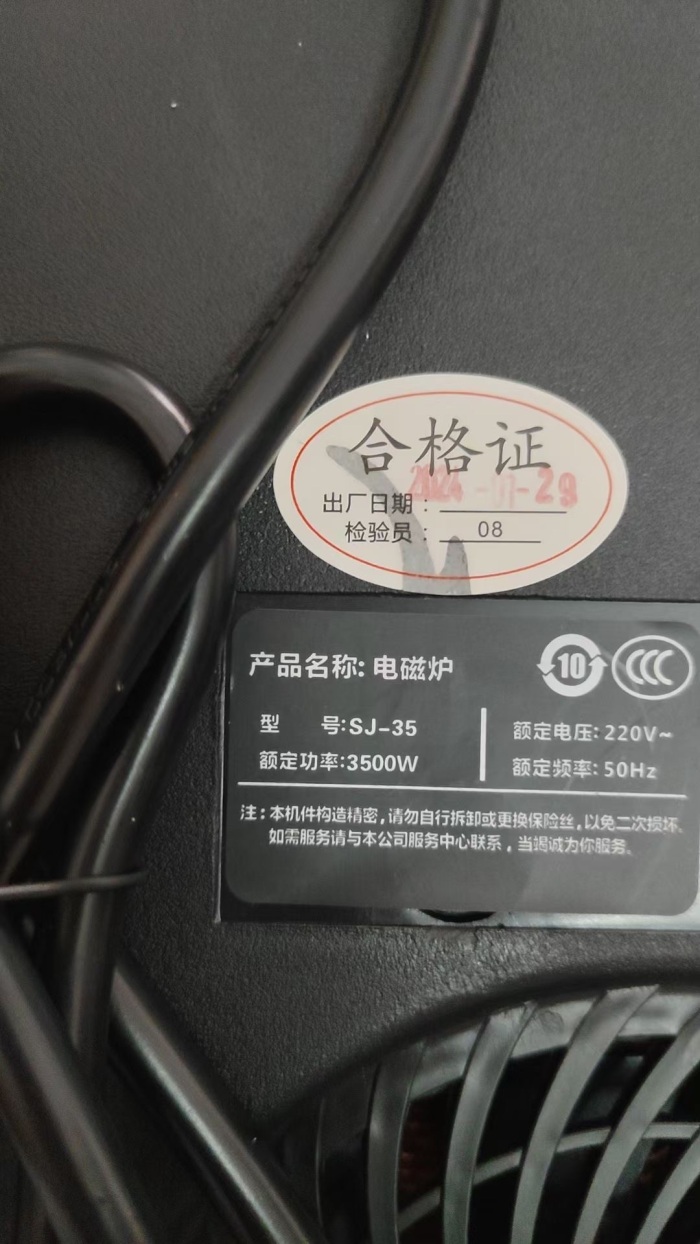 合格证
出厂日期：
检验员：08
产品名称：电磁炉
10
CCC
型 号：SJ-35
额定电压：220V~
额定功率：3500W
额定频率：50Hz
注：本机件构造精密，请勿自行拆卸或更换保险丝，以免二次损坏、
如需服务请与本公司服务中心联系，当竭诚为你服务、